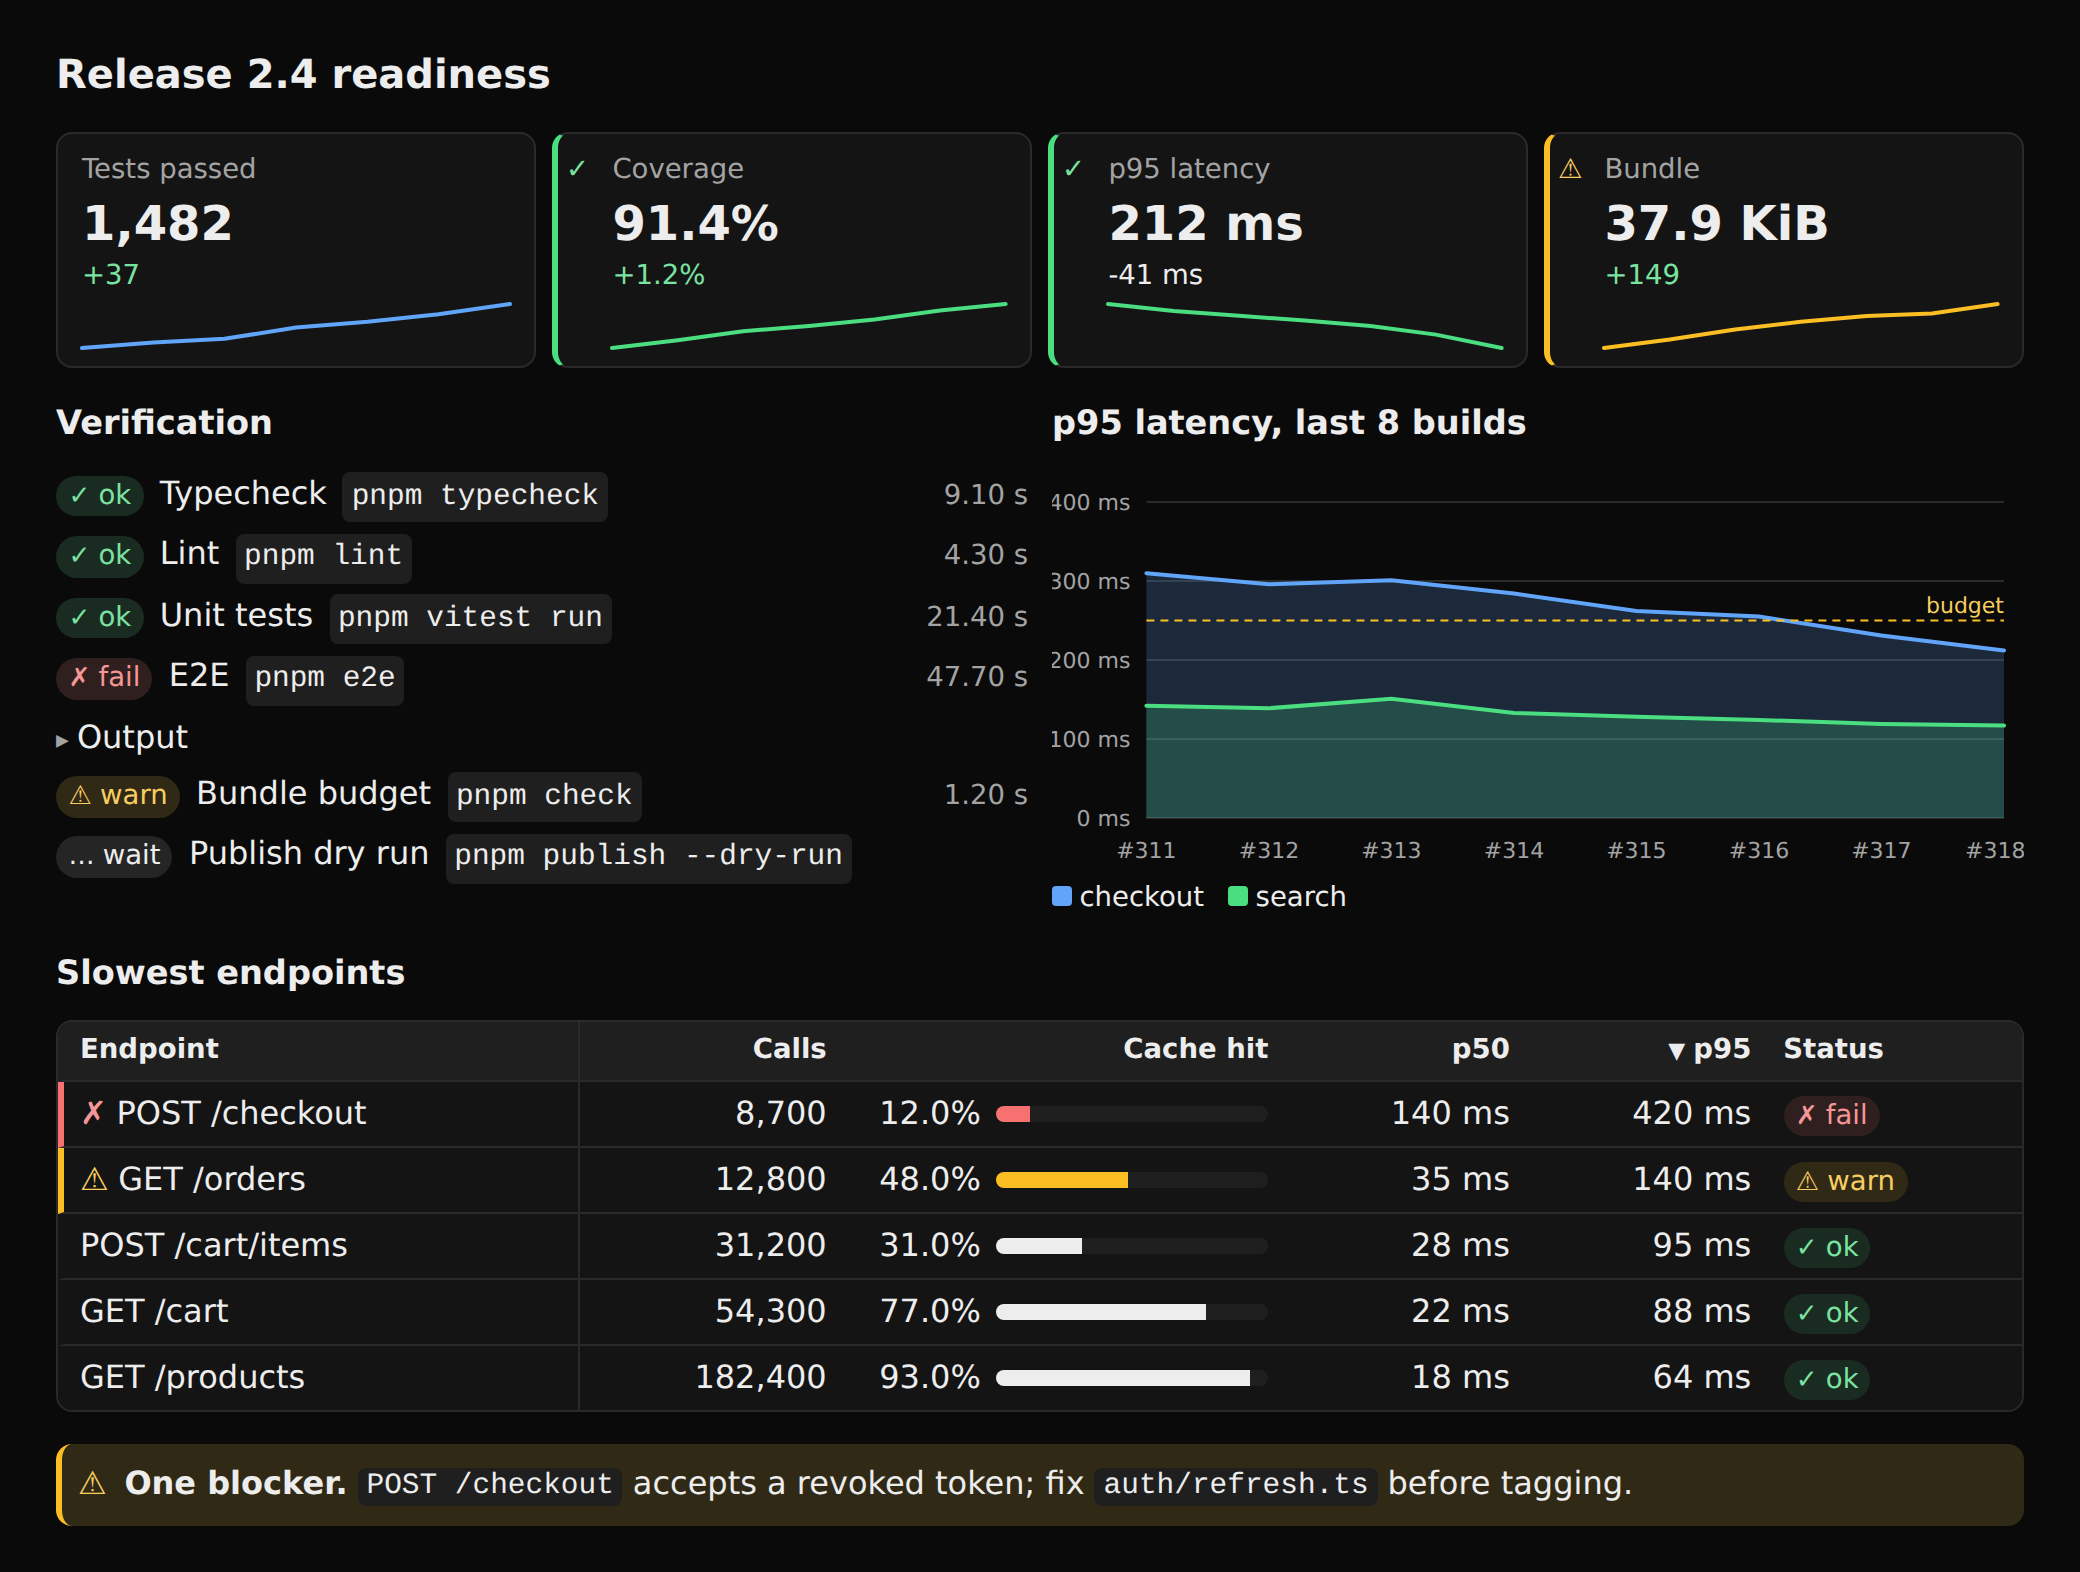 Release 2.4 readiness
Tests passed
1,482
+37
✓ Coverage
91.4%
+1.2%
✓ p95 latency
212 ms
-41 ms
⚠ Bundle
37.9 KiB
+149
Verification
✓ ok Typecheck pnpm typecheck 9.10 s
✓ ok Lint pnpm lint 4.30 s
✓ ok Unit tests pnpm vitest run 21.40 s
✗ fail E2E pnpm e2e 47.70 s
▸ Output
⚠ warn Bundle budget pnpm check 1.20 s
… wait Publish dry run pnpm publish --dry-run
p95 latency, last 8 builds
400 ms
300 ms
budget
200 ms
100 ms
0 ms
#311 #312 #313 #314 #315 #316 #317 #318
checkout search
Slowest endpoints
Endpoint Calls Cache hit p50 ▼ p95 Status
✗ POST /checkout 8,700 12.0% 140 ms 420 ms ✗ fail
⚠ GET /orders 12,800 48.0% 35 ms 140 ms ⚠ warn
POST /cart/items 31,200 31.0% 28 ms 95 ms ✓ ok
GET /cart 54,300 77.0% 22 ms 88 ms ✓ ok
GET /products 182,400 93.0% 18 ms 64 ms ✓ ok
⚠ One blocker. POST /checkout accepts a revoked token; fix auth/refresh.ts before tagging.